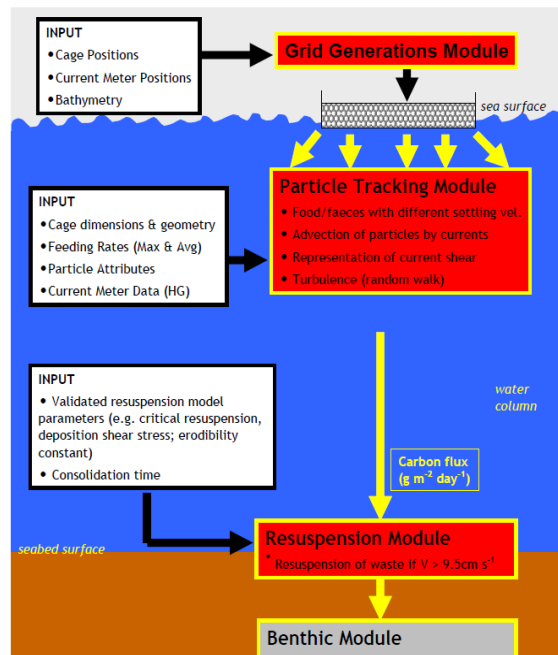 INPUT
•Cage Positions
•Current Meter Positions
•Bathymetry
Grid Generations Module
sea surface
INPUT
•Cage dimensions & geometry
•Feeding Rates (Max & Avg)
•Particle Attributes
•Current Meter Data (HG)
Particle Tracking Module
• Food/faeces with different settling vel.
• Advection of particles by currents
• Representation of current shear
• Turbulence (random walk)
INPUT
• Validated resuspension model
parameters (e.g. critical resuspension,
deposition shear stress; erodibility
constant)
• Consolidation time
water
column
Carbon flux
(g m⁻² day⁻¹)
seabed surface
Resuspension Module
• Resuspension of waste if V > 9.5cm s⁻¹
Benthic Module